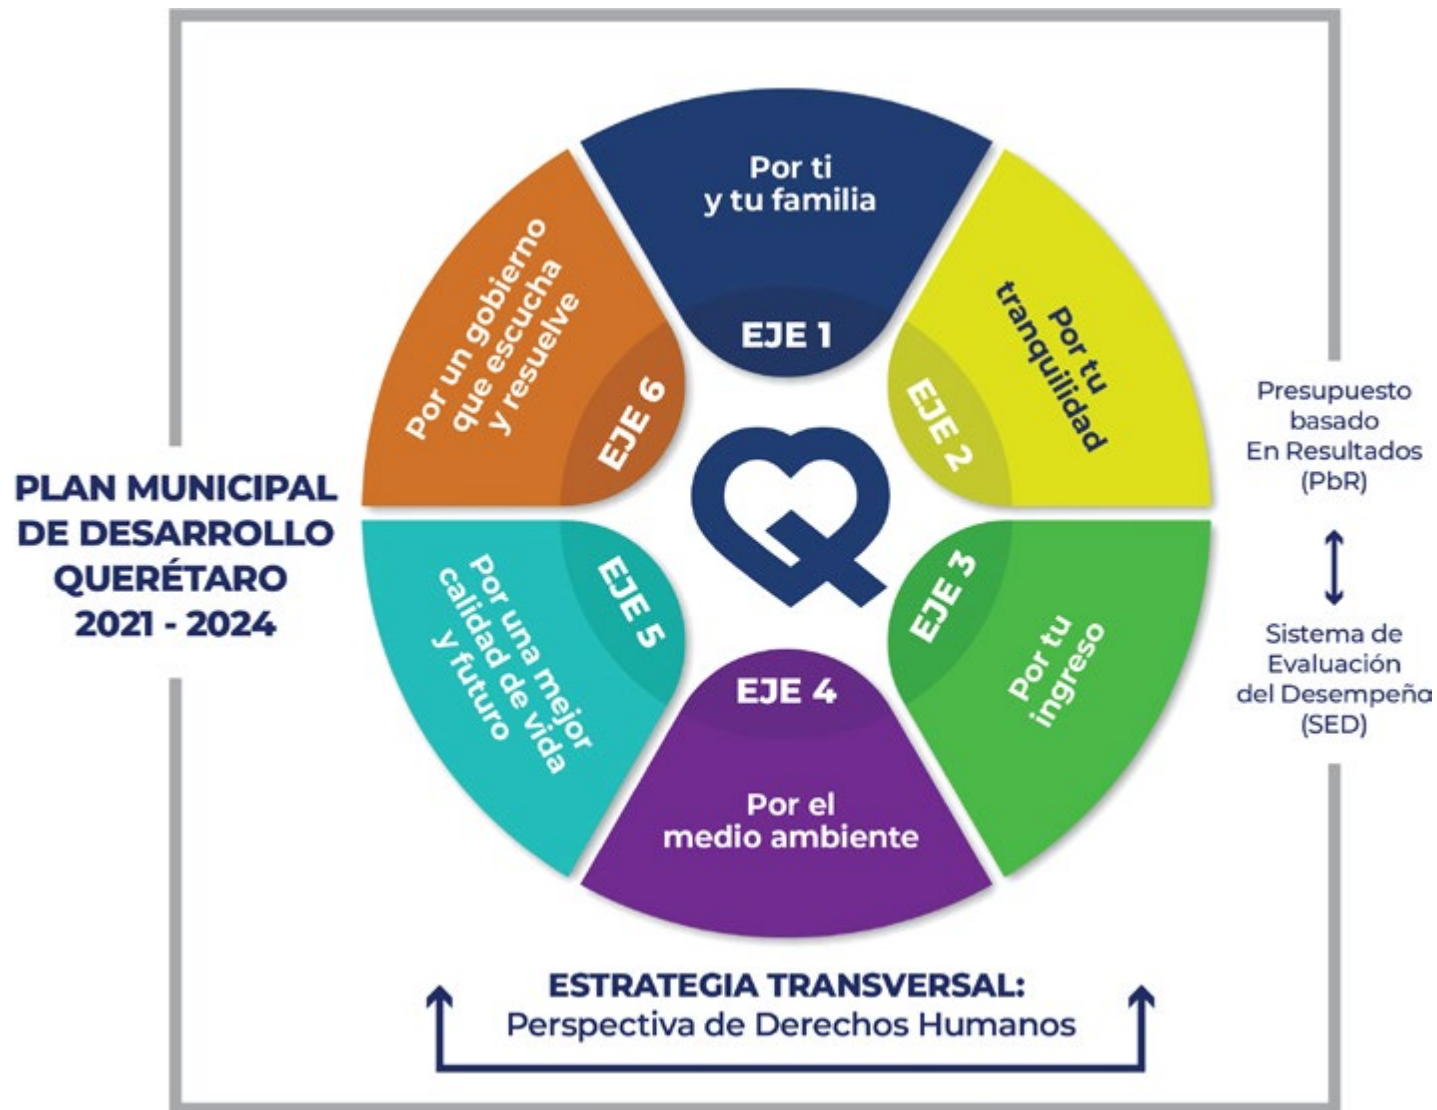 PLAN MUNICIPAL
DE DESARROLLO
QUERÉTARO
2021 - 2024
Por ti
y tu familia
EJE 1
Por tu
tranquilidad
EJE 2
Por tu
ingreso
EJE 3
Por el
medio ambiente
EJE 4
Por una mejor
calidad de vida
y futuro
EJE 5
Por un gobierno
que escucha
y resuelve
EJE 6
Presupuesto
basado
En Resultados
(PbR)
Sistema de
Evaluación
del Desempeña
(SED)
ESTRATEGIA TRANSVERSAL:
Perspectiva de Derechos Humanos